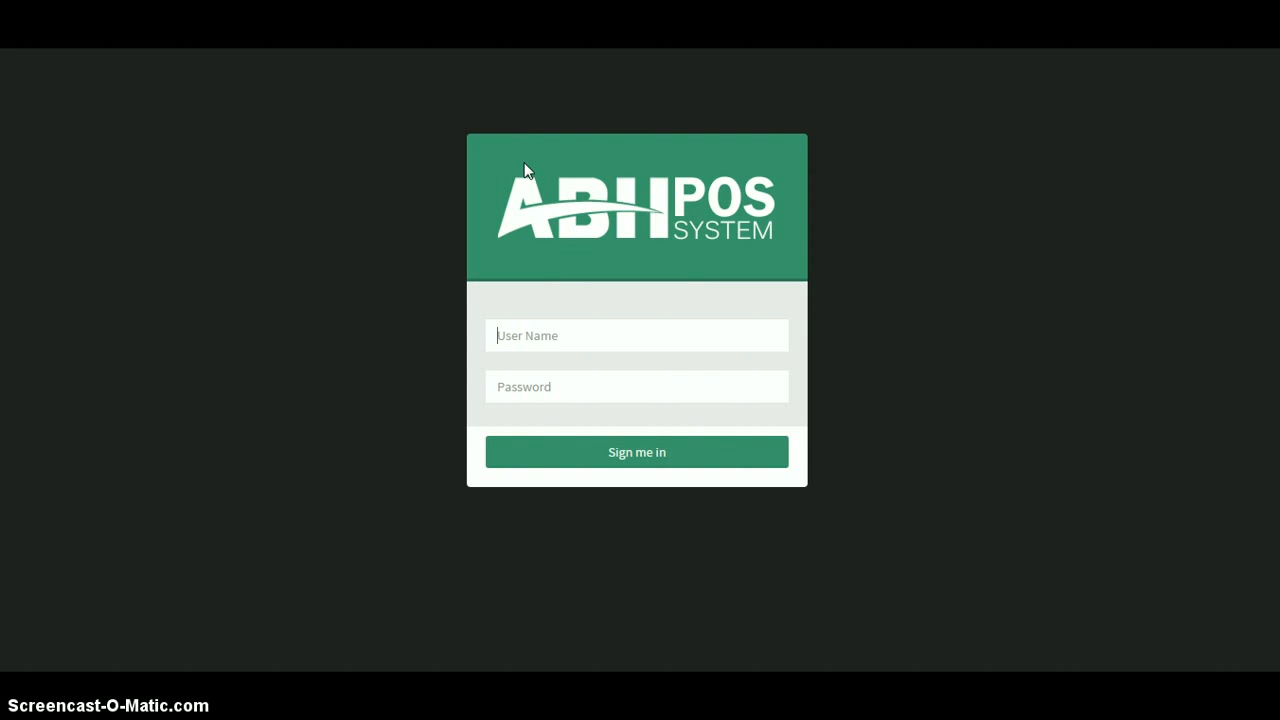 ABH POS
SYSTEM
User Name
Password
Sign me in
Screencast-O-Matic.com